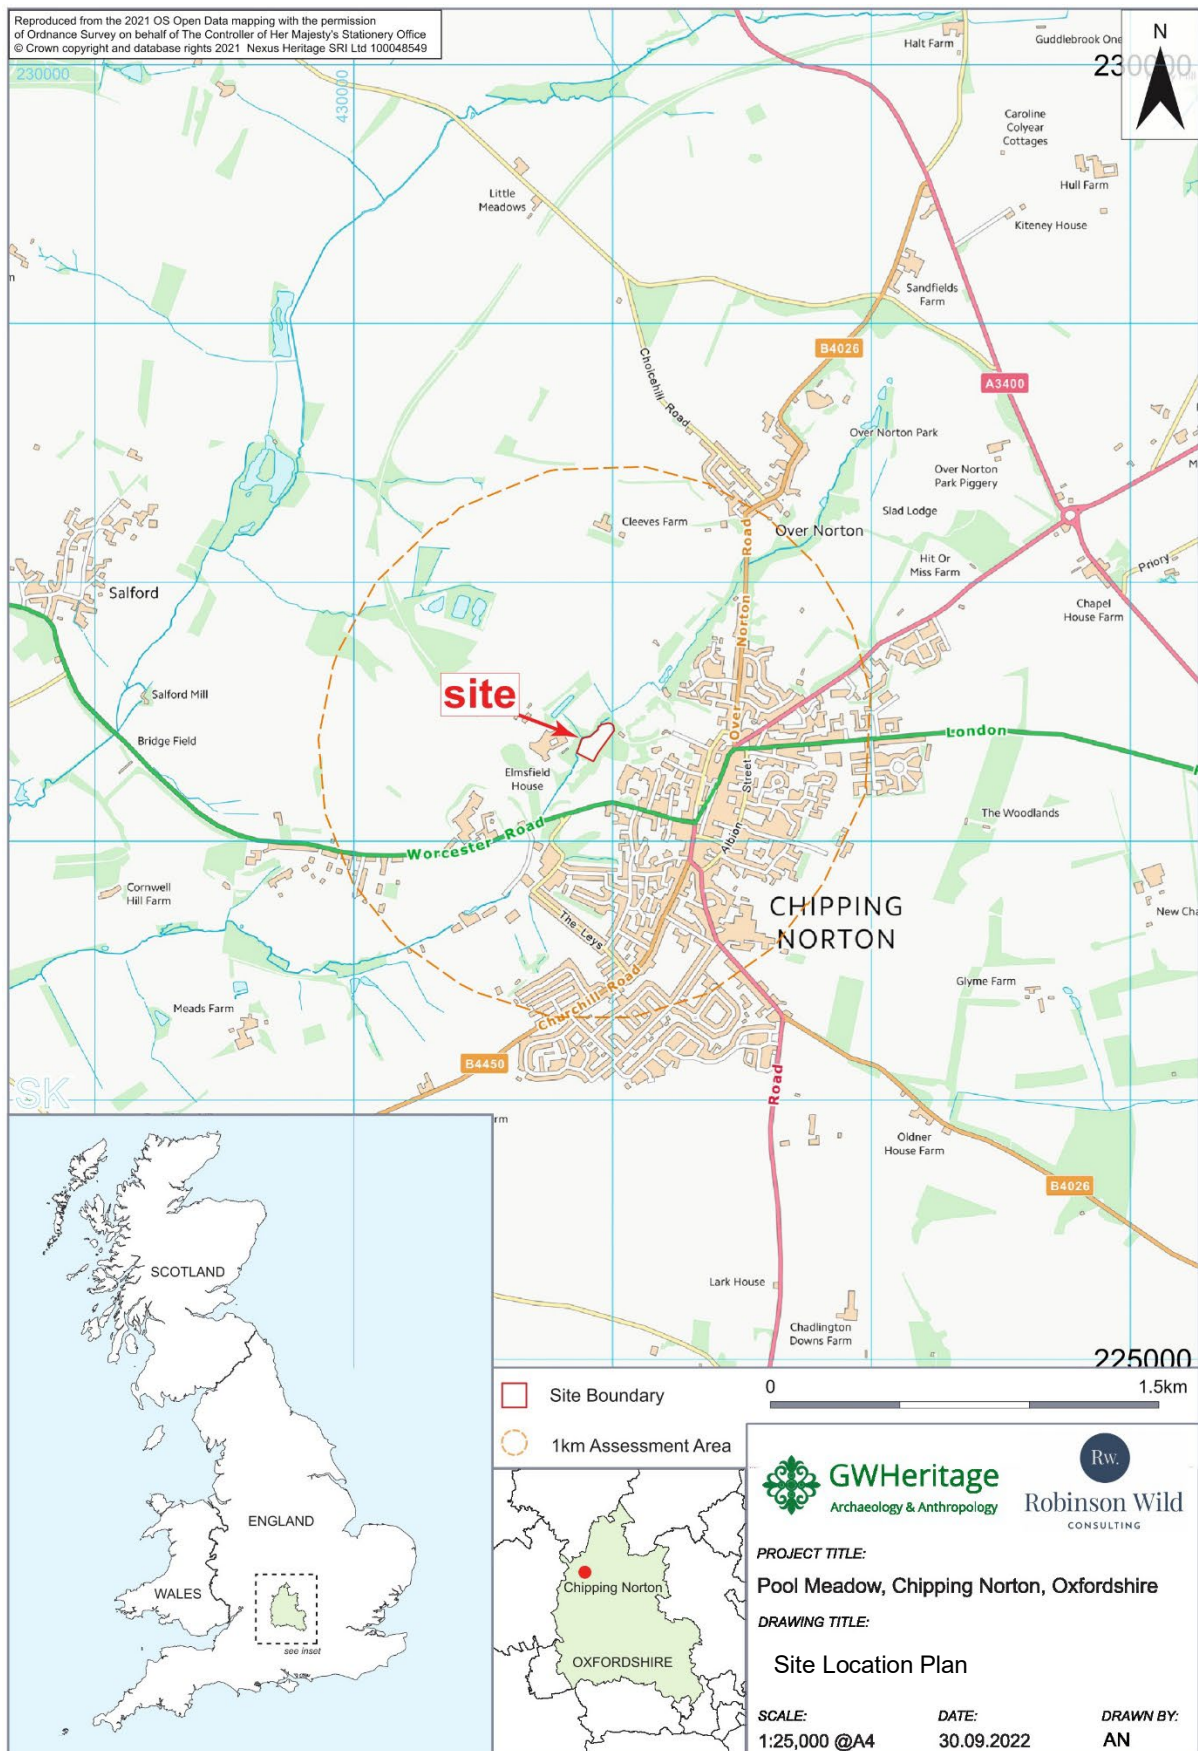 Reproduced from the 2021 OS Open Data mapping with the permission
of Ordnance Survey on behalf of The Controller of Her Majesty's Stationery Office
© Crown copyright and database rights 2021 Nexus Heritage SRI Ltd 100048549
230000
430000
Halt Farm
Guddlebrook One
230000
N
Caroline
Colyear
Cottages
Hull Farm
Little
Meadows
Kiteney House
Sandfields
Farm
B4026
A3400
Choicehill Road
Over Norton Park
Over Norton
Park Piggery
Cleeves Farm
Over Norton
Slad Lodge
Hit Or
Miss Farm
Priory
Salford
Chapel
House Farm
Over Norton Road
site
Salford Mill
Bridge Field
London
Elmsfield
House
Street
The Woodlands
Worcester Road
Albion
Cornwell
Hill Farm
CHIPPING
NORTON
New Cha
The Leys
Glyme Farm
Meads Farm
Churchill Road
B4450
SK
Road
rm
Oldner
House Farm
B4026
SCOTLAND
Lark House
Chadlington
Downs Farm
225000
ENGLAND
WALES
see inset
Site Boundary
1km Assessment Area
0
1.5km
Chipping Norton
OXFORDSHIRE
GWHeritage
Archaeology & Anthropology
Rw.
Robinson Wild
CONSULTING
PROJECT TITLE:
Pool Meadow, Chipping Norton, Oxfordshire
DRAWING TITLE:
Site Location Plan
SCALE:
DATE:
DRAWN BY:
1:25,000 @A4
30.09.2022
AN